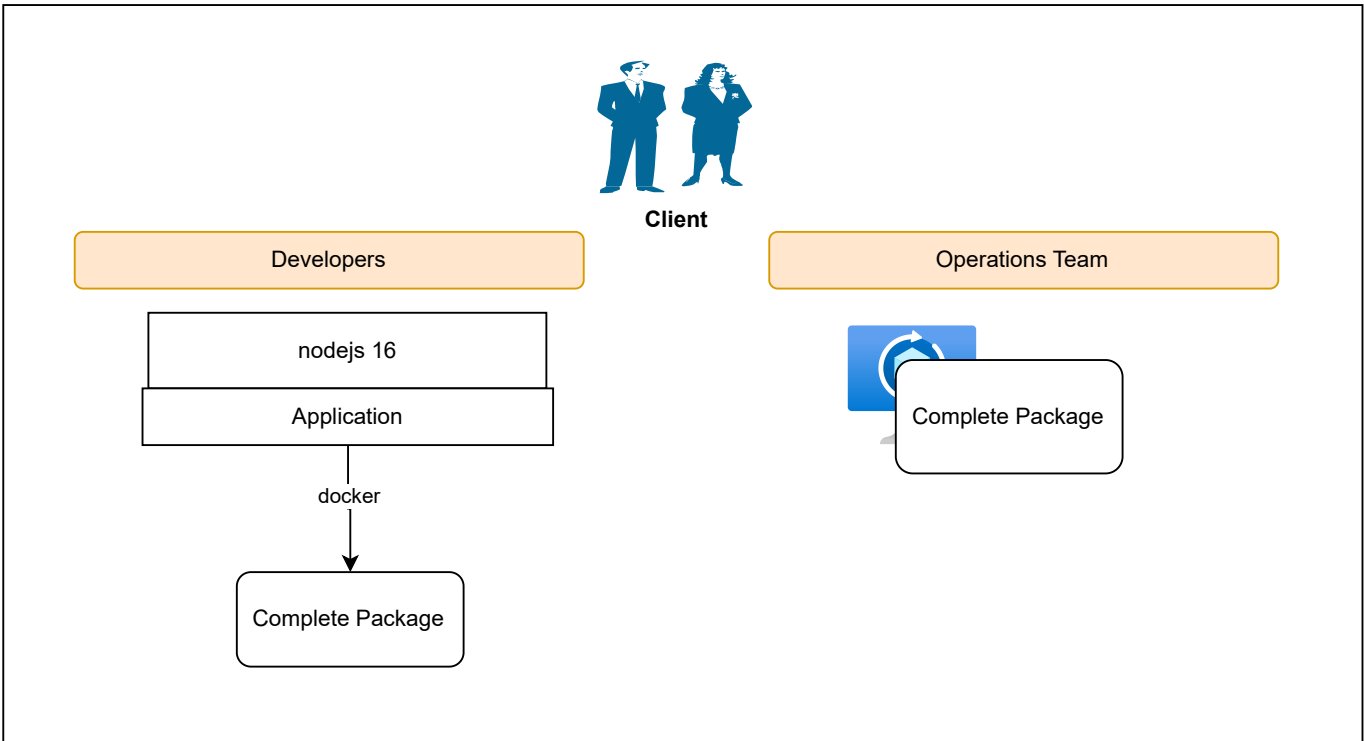 Client
Developers
Operations Team
nodejs 16
Application
Complete Package
docker
Complete Package